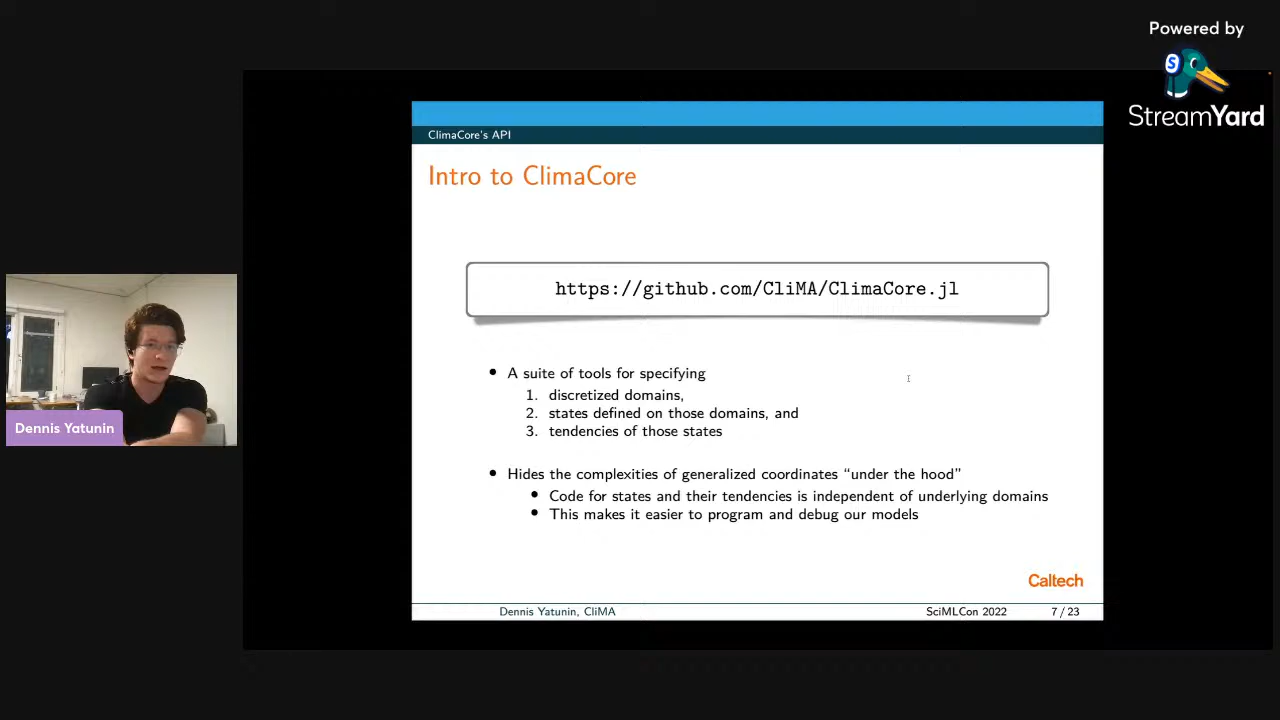 Powered by
S
StreamYard
ClimaCore's API
Intro to ClimaCore
https://github.com/CliMA/ClimaCore.jl
• A suite of tools for specifying
1. discretized domains,
2. states defined on those domains, and
3. tendencies of those states
• Hides the complexities of generalized coordinates “under the hood”
• Code for states and their tendencies is independent of underlying domains
• This makes it easier to program and debug our models
Caltech
Dennis Yatunin, CliMA SciMLCon 2022 7 / 23
Dennis Yatunin